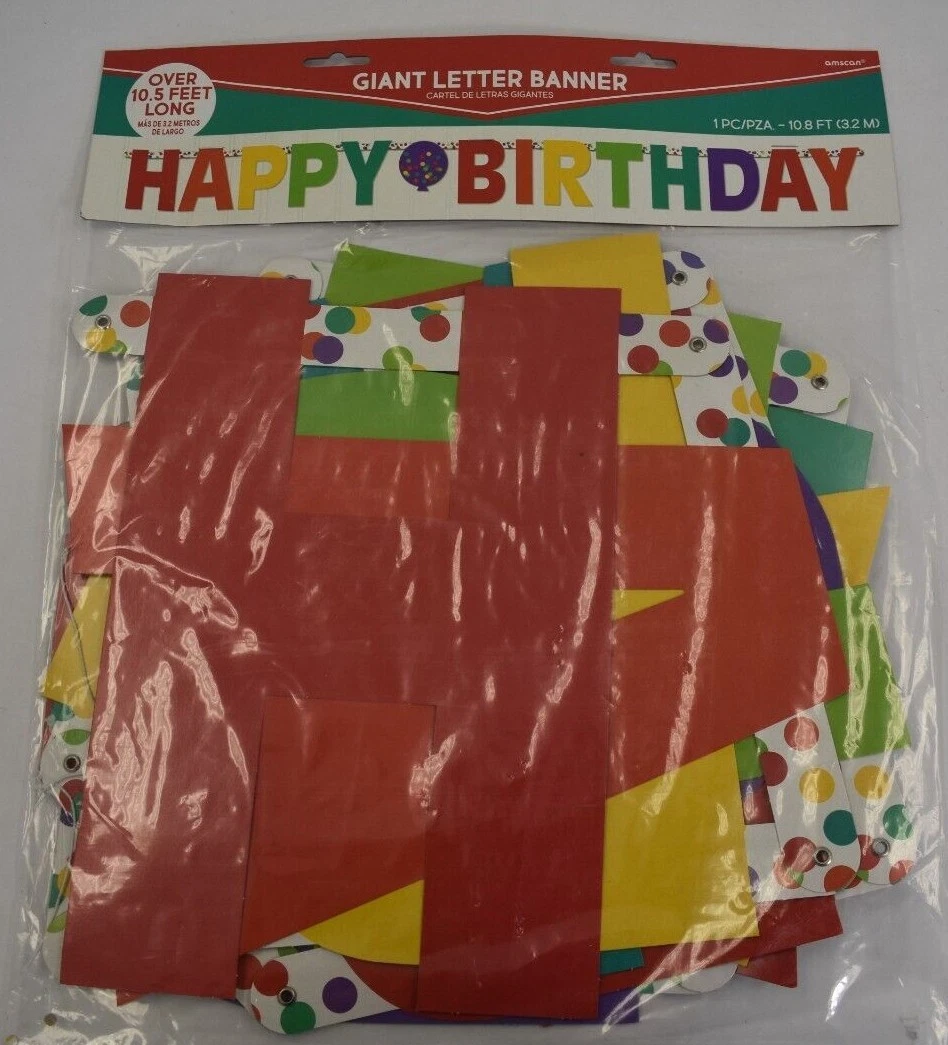 amscan®
GIANT LETTER BANNER
CARTEL DE LETRAS GIGANTES
OVER
10.5 FEET
LONG
MÁS DE 3.2 METROS
DE LARGO
1 PC/PZA. - 10.8 FT (3.2 M)
HAPPY BIRTHDAY
H